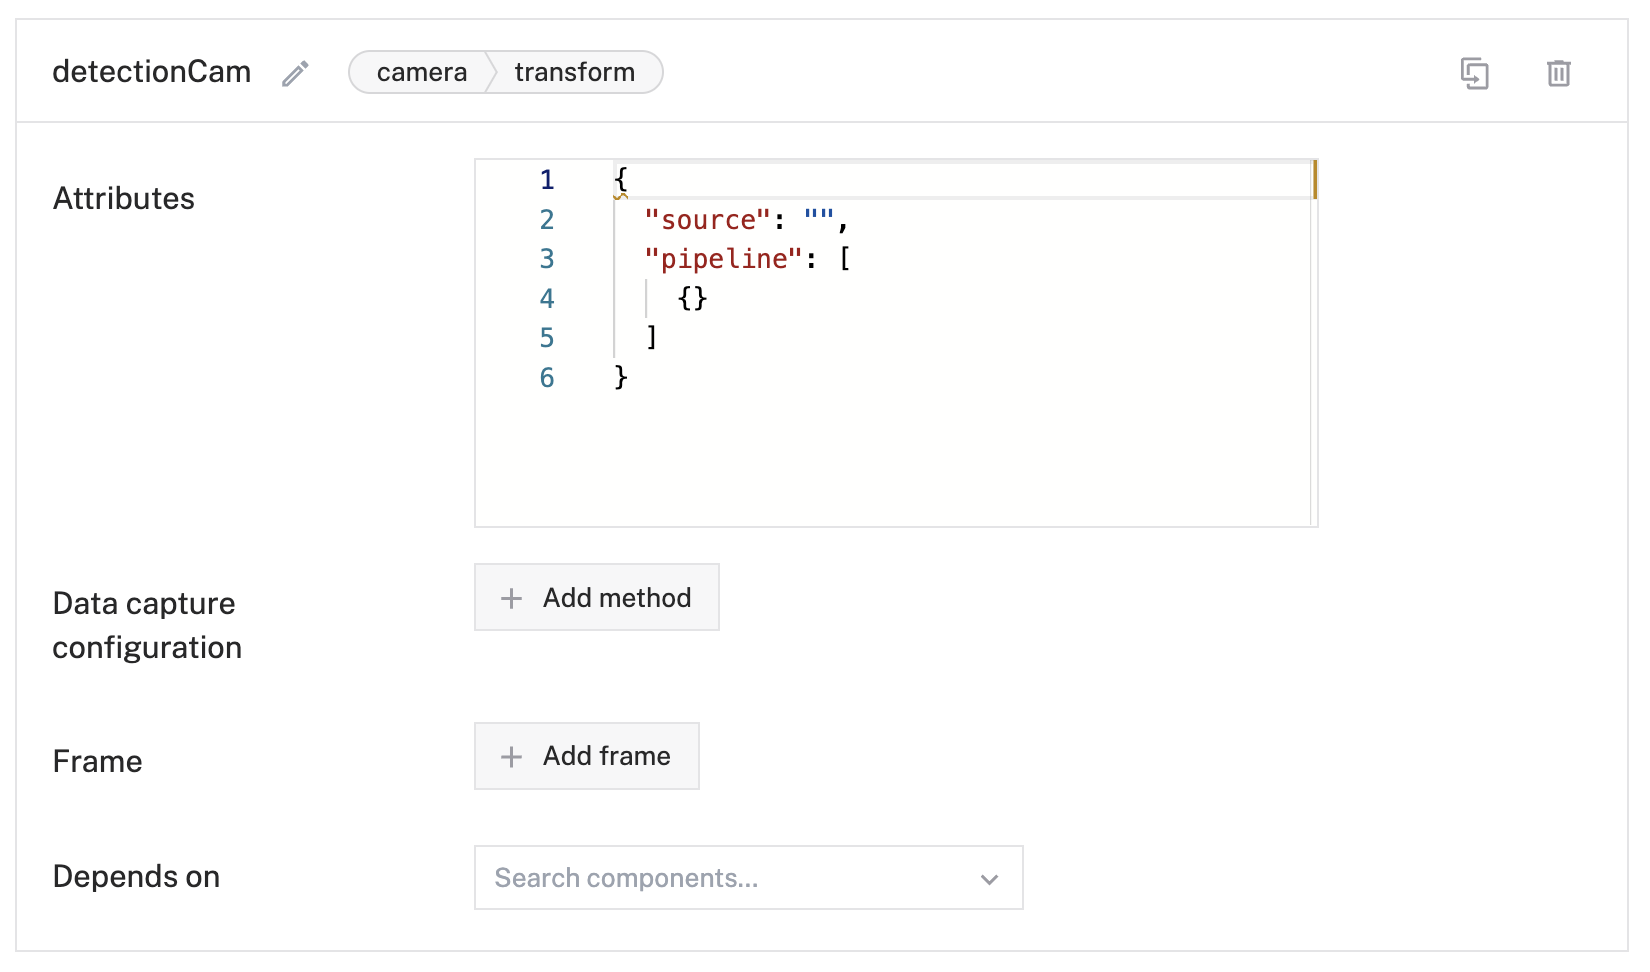 detectionCam
camera
transform
Attributes
1 {
2 "source": "",
3 "pipeline": [
4 {}
5 ]
6 }
Data capture
configuration
+ Add method
Frame
+ Add frame
Depends on
Search components...